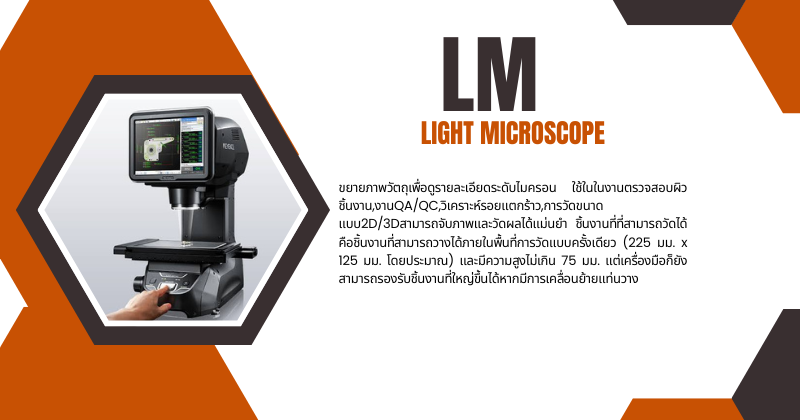 LM
LIGHT MICROSCOPE
ขยายภาพวัตถุเพื่อดูรายละเอียดระดับไมครอน ใช้ในในงานตรวจสอบผิว
ชิ้นงาน,งานQA/QC,วิเคราะห์รอยแตกร้าว,การวัดขนาด
แบบ2D/3Dสามารถจับภาพและวัดผลได้แม่นยำ ชิ้นงานที่ที่สามารถวัดได้
คือชิ้นงานที่สามารถวางได้ภายในพื้นที่การวัดแบบครั้งเดียว (225 มม. x
125 มม. โดยประมาณ) และมีความสูงไม่เกิน 75 มม. แต่เครื่องมือก็ยัง
สามารถรองรับชิ้นงานที่ใหญ่ขึ้นได้หากมีการเคลื่อนย้ายแท่นวาง
KEYENCE